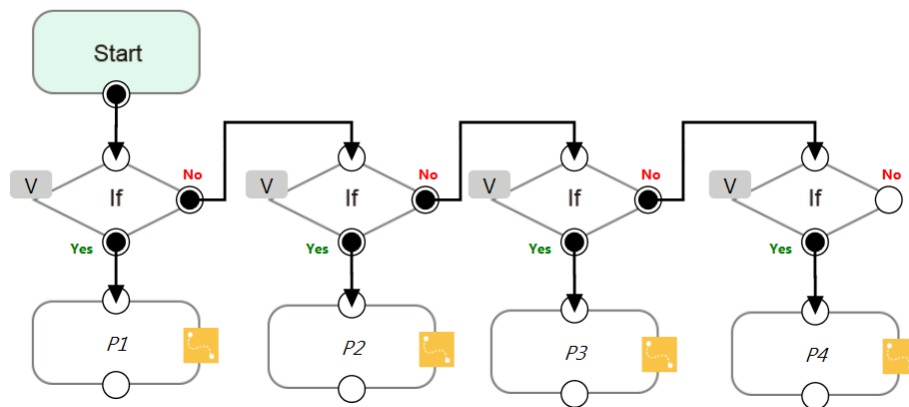 Start
V
If
No
Yes
P1
V
If
No
Yes
P2
V
If
No
Yes
P3
V
If
No
Yes
P4